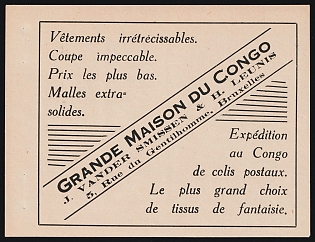 Vêtements irrétrécissables.
Coupe impeccable.
Prix les plus bas.
Malles extra-
solides.
GRANDE MAISON DU CONGO
J. VANDER SMISSEN & H. LEUNIS
5, Rue du Gentilhomme, Bruxelles
Expédition
au Congo
de colis postaux.
Le plus grand choix
de tissus de fantaisie.